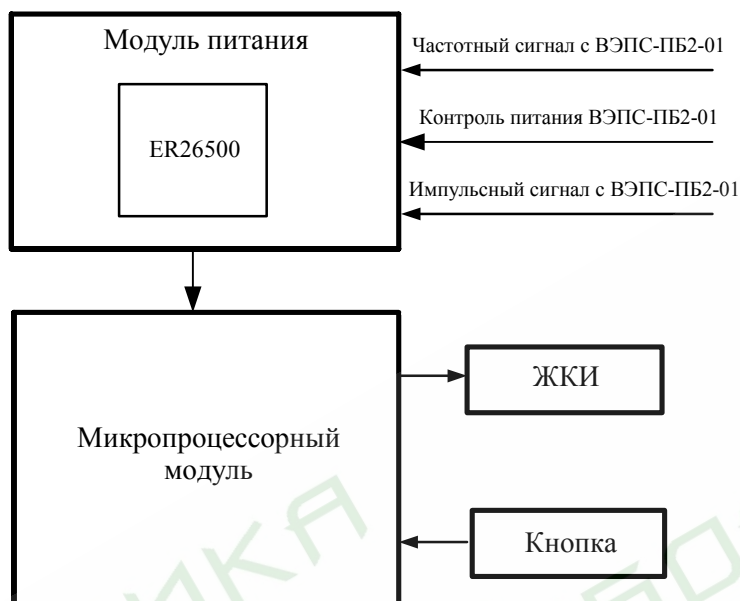 Модуль питания
ER26500
Частотный сигнал с ВЭПС-ПБ2-01
Контроль питания ВЭПС-ПБ2-01
Импульсный сигнал с ВЭПС-ПБ2-01
Микропроцессорный
модуль
ЖКИ
Кнопка